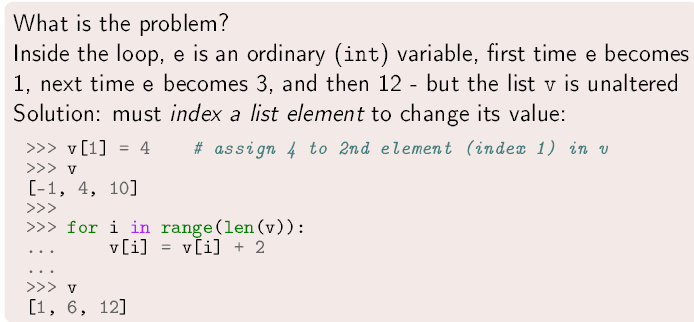 What is the problem?
Inside the loop, e is an ordinary (int) variable, first time e becomes
1, next time e becomes 3, and then 12 - but the list v is unaltered
Solution: must index a list element to change its value:
>>> v[1] = 4    # assign 4 to 2nd element (index 1) in v
>>> v
[-1, 4, 10]
>>>
>>> for i in range(len(v)):
...     v[i] = v[i] + 2
...
>>> v
[1, 6, 12]